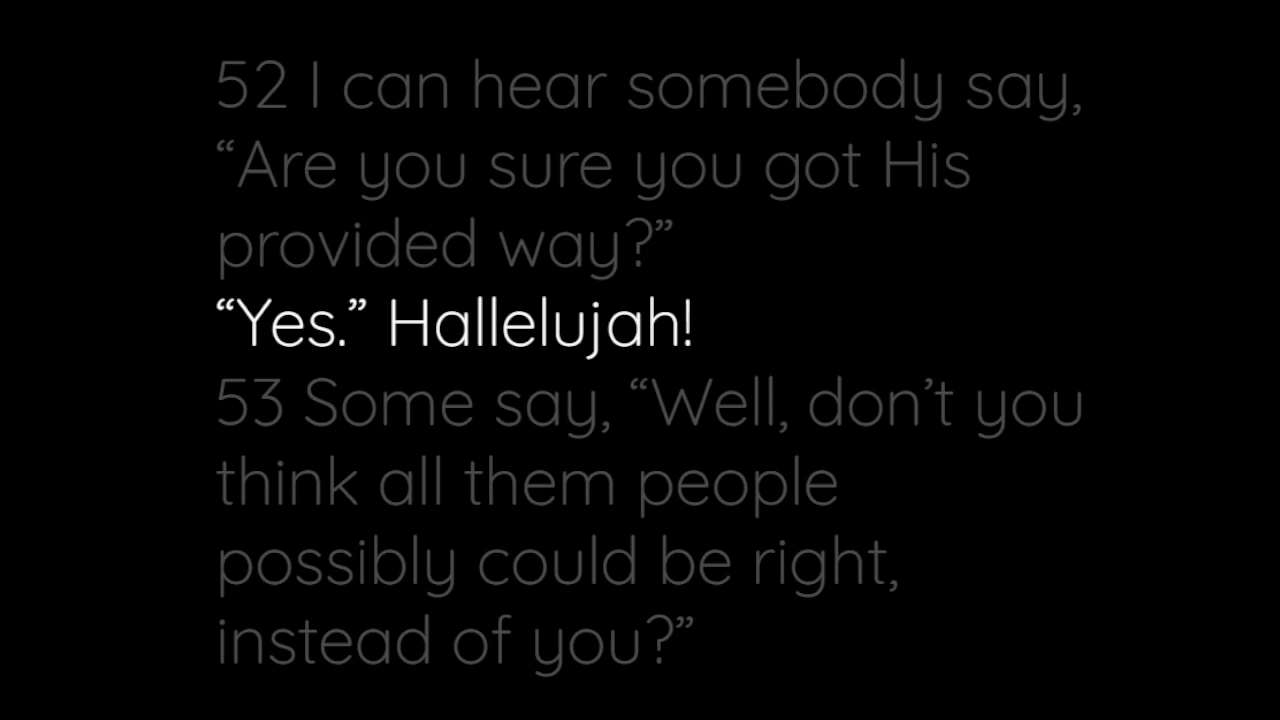 52 I can hear somebody say,
“Are you sure you got His
provided way?”
“Yes.” Hallelujah!
53 Some say, “Well, don’t you
think all them people
possibly could be right,
instead of you?”